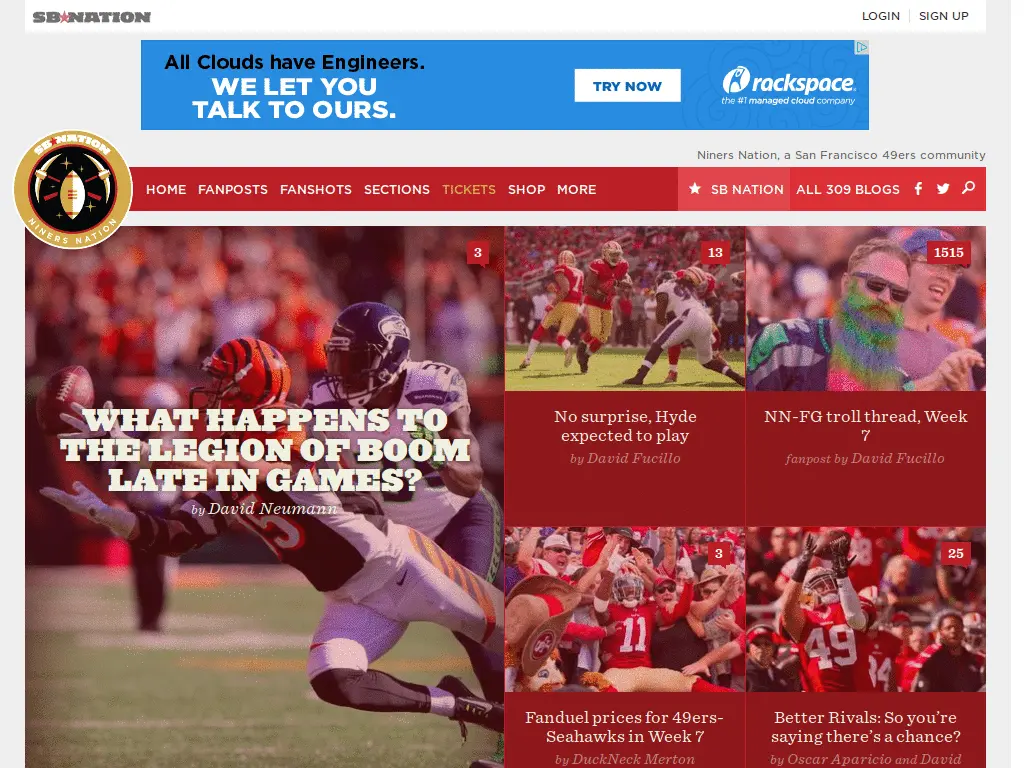 SB NATION
LOGIN
SIGN UP
All Clouds have Engineers.
WE LET YOU
TALK TO OURS.
TRY NOW
rackspace.
the #1 managed cloud company
Niners Nation, a San Francisco 49ers community
SB NATION
NINERS NATION
HOME FANPOSTS FANSHOTS SECTIONS TICKETS SHOP MORE
SB NATION
ALL 309 BLOGS
3
WHAT HAPPENS TO
THE LEGION OF BOOM
LATE IN GAMES?
by David Neumann
13
No surprise, Hyde
expected to play
by David Fucillo
1515
NN-FG troll thread, Week
7
fanpost by David Fucillo
3
11
Fanduel prices for 49ers-
Seahawks in Week 7
by DuckNeck Merton
25
49
Better Rivals: So you're
saying there's a chance?
by Oscar Aparicio and David